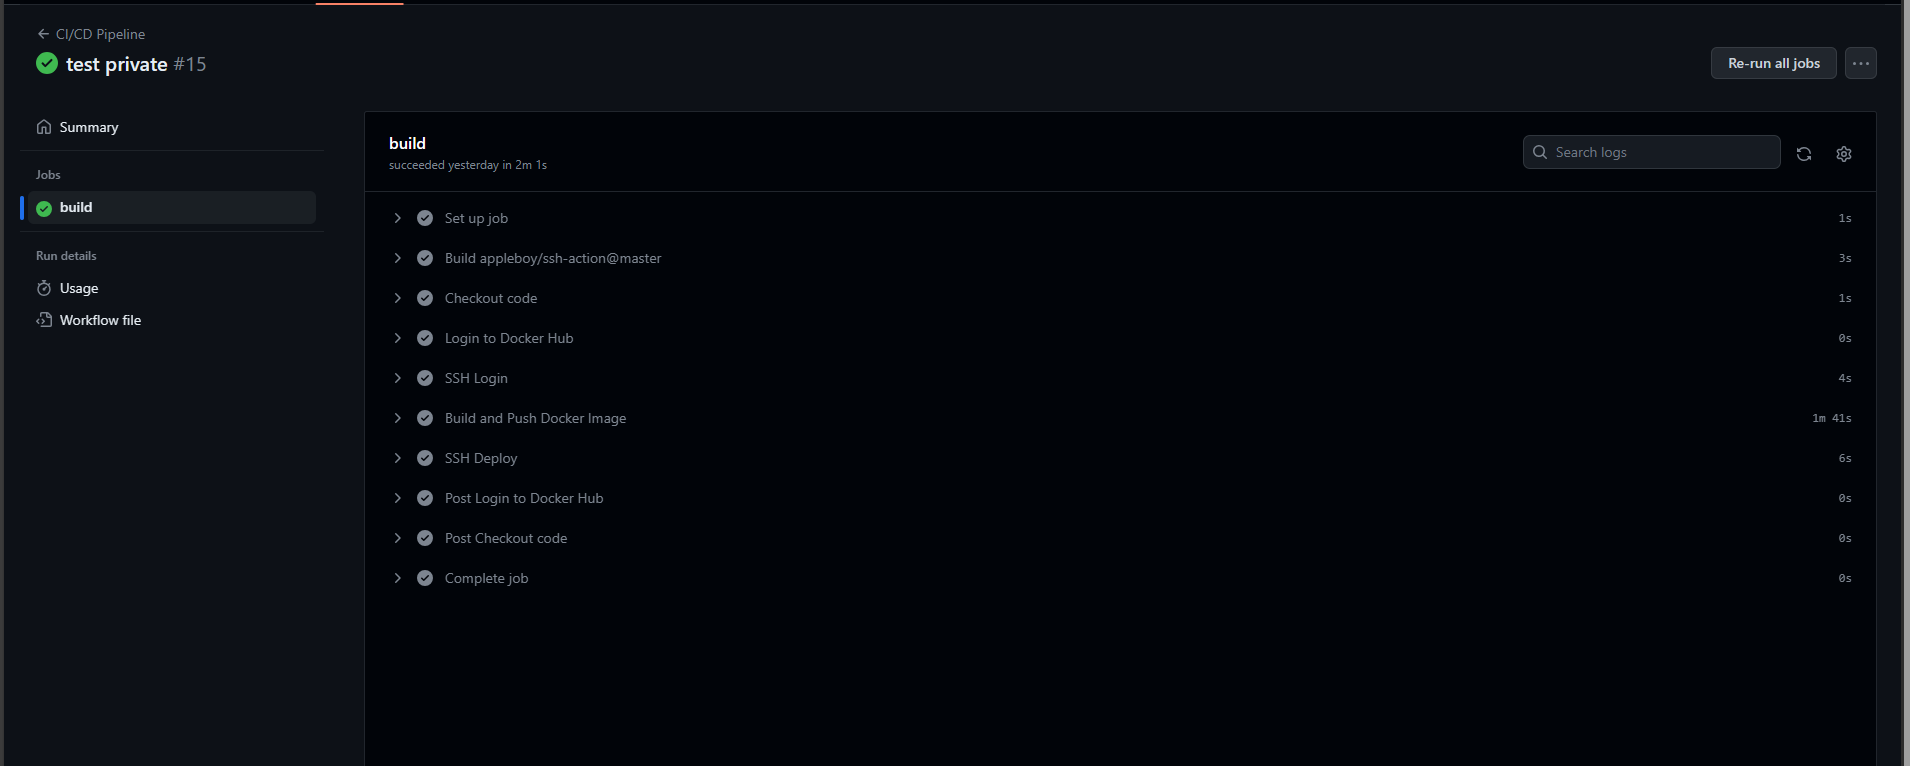 CI/CD Pipeline
test private #15
Re-run all jobs
Summary
Jobs
build
Run details
Usage
Workflow file
build
succeeded yesterday in 2m 1s
Search logs
Set up job 1s
Build appleboy/ssh-action@master 3s
Checkout code 1s
Login to Docker Hub 0s
SSH Login 4s
Build and Push Docker Image 1m 41s
SSH Deploy 6s
Post Login to Docker Hub 0s
Post Checkout code 0s
Complete job 0s